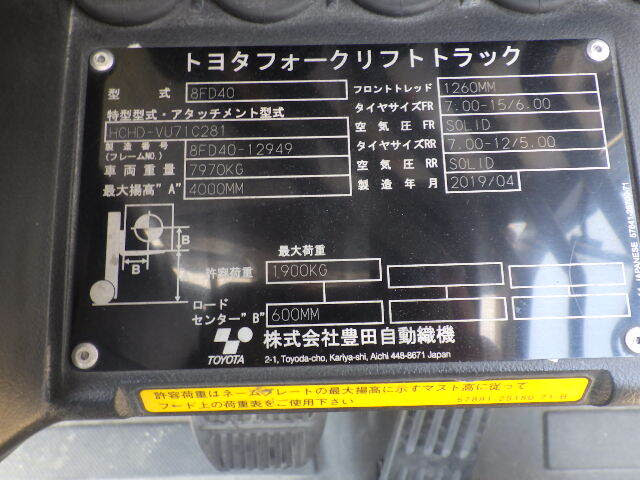 トヨタフォークリフトトラック
型式 8FD40 フロントトレッド 1260MM
特型型式・アタッチメント型式 タイヤサイズFR 7.00-15/6.00
HCHD-VU71C281 空気圧FR SOLID
製造番号(フレームNO.) 8FD40-12949 タイヤサイズRR 7.00-12/5.00
車両重量 7970KG 空気圧RR SOLID
最大揚高"A" 4000MM 製造年月 2019/04
最大荷重
B
B
許容荷重 1900KG
ロードセンター"B" 600MM
TOYOTA 株式会社豊田自動織機
2-1, Toyoda-cho, Kariya-shi, Aichi 448-8671 Japan
許容荷重はネームプレートの最大揚高に示すマスト高に従って
フード上の荷重表をご使用下さい
JAPANESE